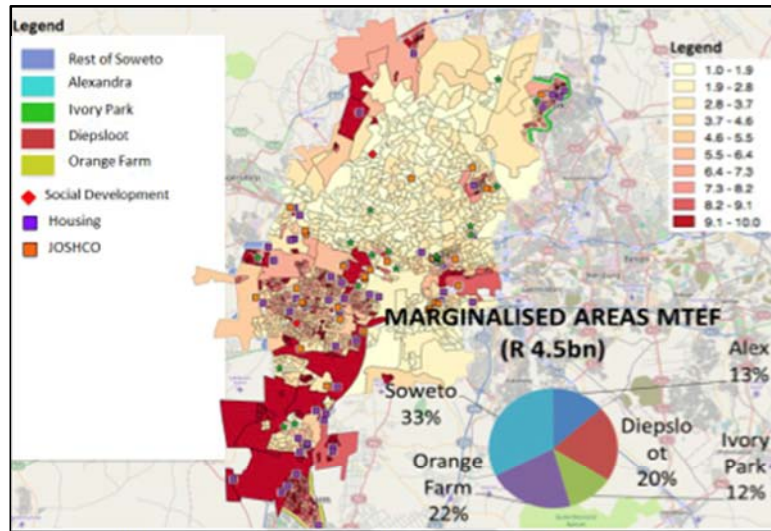 Legend
Rest of Soweto
Alexandra
Ivory Park
Diepsloot
Orange Farm
Social Development
Housing
JOSHCO
Legend
1.0 - 1.9
1.9 - 2.8
2.8 - 3.7
3.7 - 4.6
4.6 - 5.5
5.5 - 6.4
6.4 - 7.3
7.3 - 8.2
8.2 - 9.1
9.1 - 10.0
MARGINALISED AREAS MTEF
(R 4.5bn)
Alex
13%
Soweto
33%
Diepslo
ot
20%
Ivory
Park
12%
Orange
Farm
22%